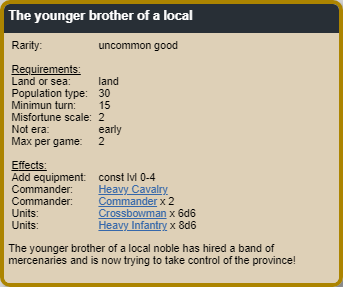 The younger brother of a local
Rarity: uncommon good
Requirements:
Land or sea: land
Population type: 30
Minimun turn: 15
Misfortune scale: 2
Not era: early
Max per game: 2
Effects:
Add equipment: const lvl 0-4
Commander: Heavy Cavalry
Commander: Commander x 2
Units: Crossbowman x 6d6
Units: Heavy Infantry x 8d6
The younger brother of a local noble has hired a band of
mercenaries and is now trying to take control of the province!